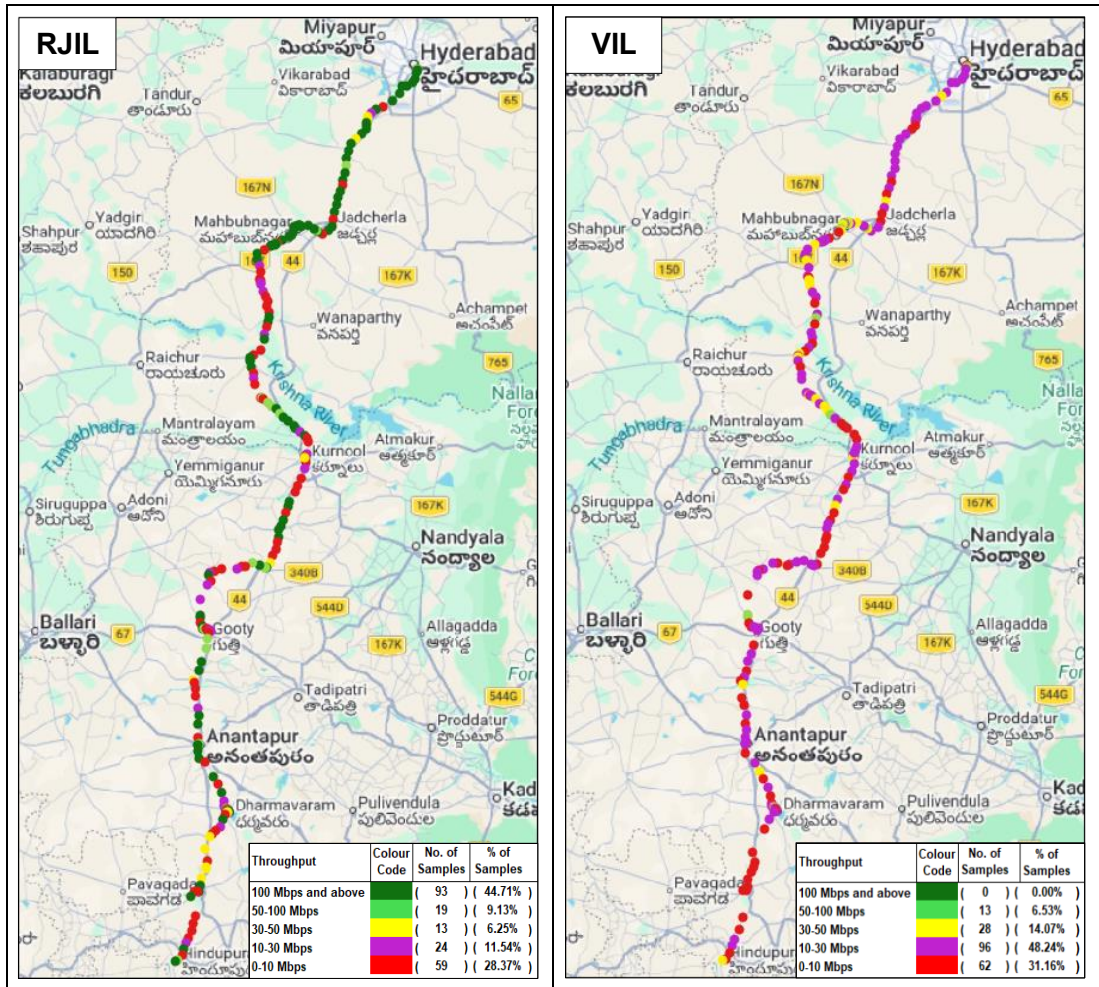 RJIL
Miyapur
మియాపూర్
Hyderabad
హైదరాబాద్
Kalaburagi
ಕಲಬುರಗಿ
Vikarabad
వికారాబాద్
Tandur
తాండూరు
65
167N
Mahbubnagar
Jadcherla
జడ్చర్ల
Yadgir
ಯಾದಗಿರಿ
Shahpur
ಶಹಾಪುರ
150
44
167K
Achampet
అచంపేట్
Wanaparthy
వనపర్తి
Raichur
ರಾಯಚೂರು
765
Krishna River
Tungabhadra
Mantralayam
మంత్రాలయం
Atmakur
ఆత్మకూర్
Kurnool
కర్నూలు
Yemmiganur
యెమ్మిగనూరు
Adoni
ఆదోని
Siruguppa
ಶಿರುಗುಪ್ಪ
167K
Nandyala
నంద్యాల
340B
44
544D
Ballari
ಬಳ್ಳಾರಿ
67
Gooty
గుత్తి
Allagadda
ఆళ్లగడ్డ
167K
Tadipatri
తాడిపత్రి
544G
Proddatur
ప్రొద్దుటూర్
Anantapur
అనంతపురం
Dharmavaram
ధర్మవరం
Pulivendula
పులివెందుల
Pavagada
ಪಾವಗಡ
Hindupur
Throughput Colour Code No. of Samples % of Samples
100 Mbps and above ( 93 ) ( 44.71% )
50-100 Mbps ( 19 ) ( 9.13% )
30-50 Mbps ( 13 ) ( 6.25% )
10-30 Mbps ( 24 ) ( 11.54% )
0-10 Mbps ( 59 ) ( 28.37% )
VIL
Miyapur
మియాపూర్
Hyderabad
హైదరాబాద్
Kalaburagi
ಕಲಬುರಗಿ
Vikarabad
వికారాబాద్
Tandur
తాండూరు
65
167N
Mahbubnagar
Jadcherla
జడ్చర్ల
Yadgir
ಯಾದಗಿರಿ
Shahpur
ಶಹಾಪುರ
150
44
167K
Achampet
అచంపేట్
Wanaparthy
వనపర్తి
Raichur
ರಾಯಚೂರು
765
Krishna River
Tungabhadra
Mantralayam
మంత్రాలయం
Atmakur
ఆత్మకూర్
Kurnool
కర్నూలు
Yemmiganur
యెమ్మిగనూరు
Adoni
ఆదోని
Siruguppa
ಶಿರುಗುಪ್ಪ
167K
Nandyala
నంద్యాల
340B
44
544D
Ballari
ಬಳ್ಳಾರಿ
67
Gooty
గుత్తి
Allagadda
ఆళ్లగడ్డ
167K
Tadipatri
తాడిపత్రి
544G
Proddatur
ప్రొద్దుటూర్
Anantapur
అనంతపురం
Dharmavaram
ధర్మవరం
Pulivendula
పులివెందుల
Pavagada
ಪಾವಗಡ
Hindupur
Throughput Colour Code No. of Samples % of Samples
100 Mbps and above ( 0 ) ( 0.00% )
50-100 Mbps ( 13 ) ( 6.53% )
30-50 Mbps ( 28 ) ( 14.07% )
10-30 Mbps ( 96 ) ( 48.24% )
0-10 Mbps ( 62 ) ( 31.16% )